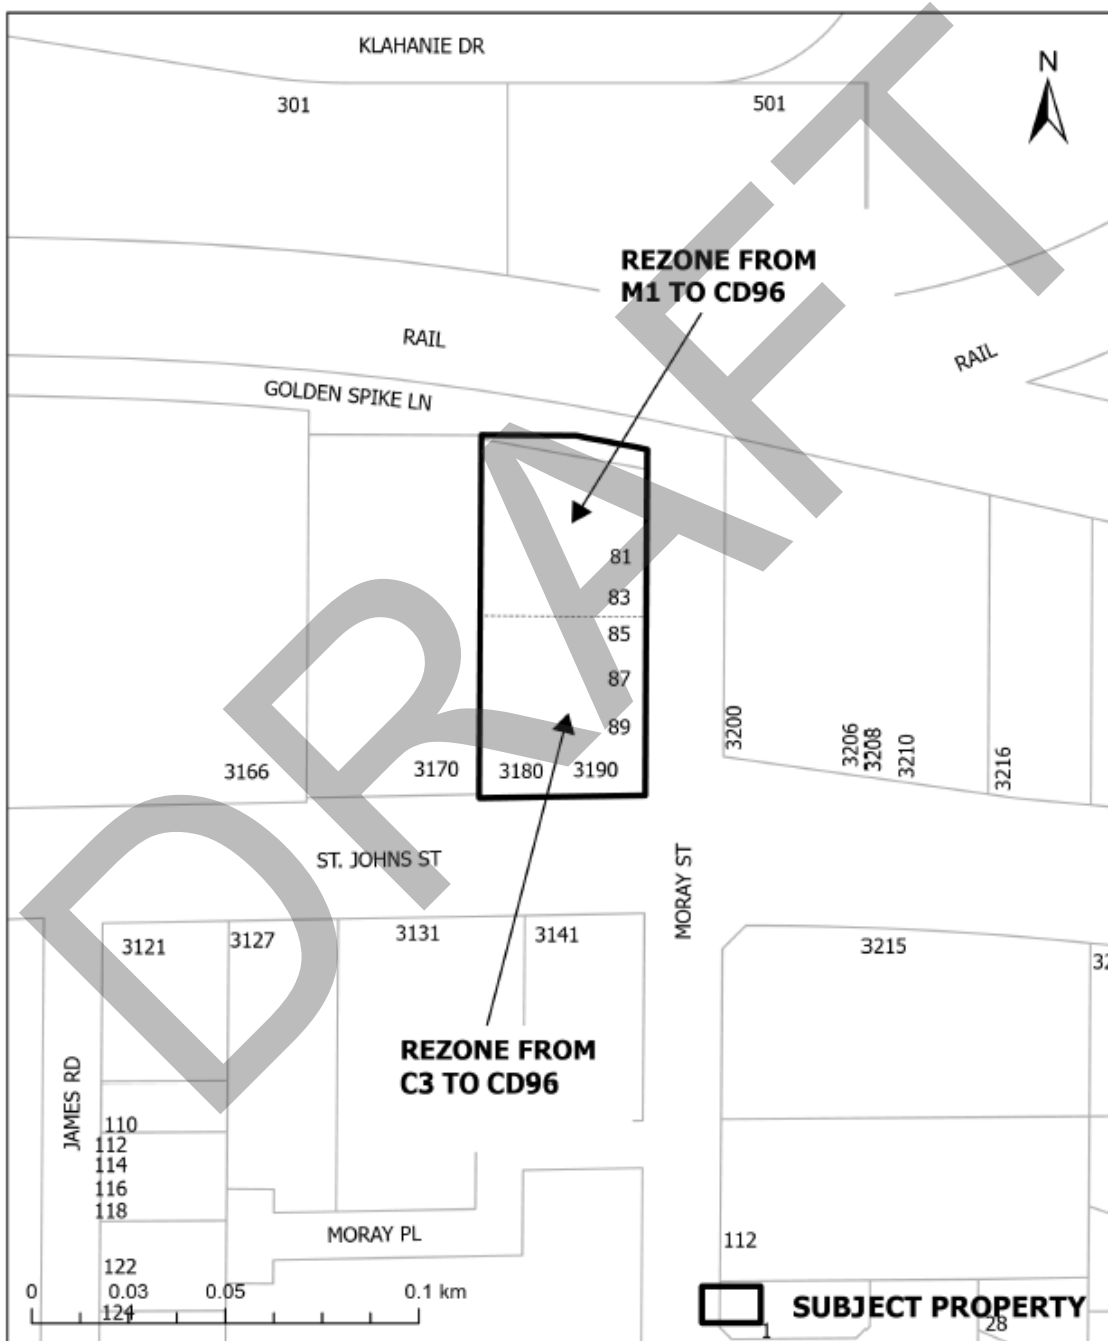 KLAHANIE DR
301
501
N
REZONE FROM
M1 TO CD96
RAIL
RAIL
GOLDEN SPIKE LN
81
83
85
87
89
3166
3170
3180
3190
3200
3206
3208
3210
3216
ST. JOHNS ST
MORAY ST
3121
3127
3131
3141
3215
32
REZONE FROM
C3 TO CD96
JAMES RD
110
112
114
116
118
122
124
MORAY PL
112
0 0.03 0.05 0.1 km
SUBJECT PROPERTY
1
28
DRAFT